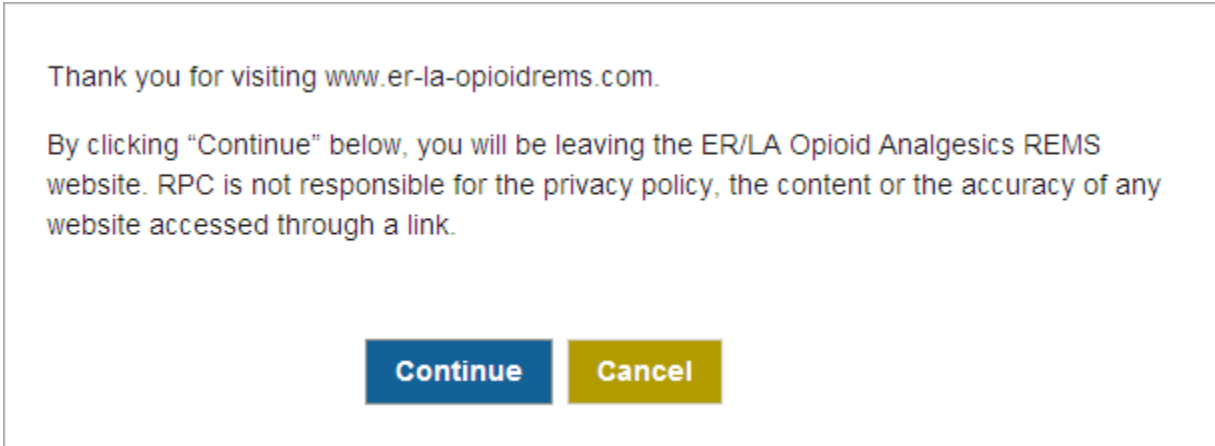 Thank you for visiting www.er-la-opioidrems.com.
By clicking “Continue” below, you will be leaving the ER/LA Opioid Analgesics REMS
website. RPC is not responsible for the privacy policy, the content or the accuracy of any
website accessed through a link.
Continue Cancel